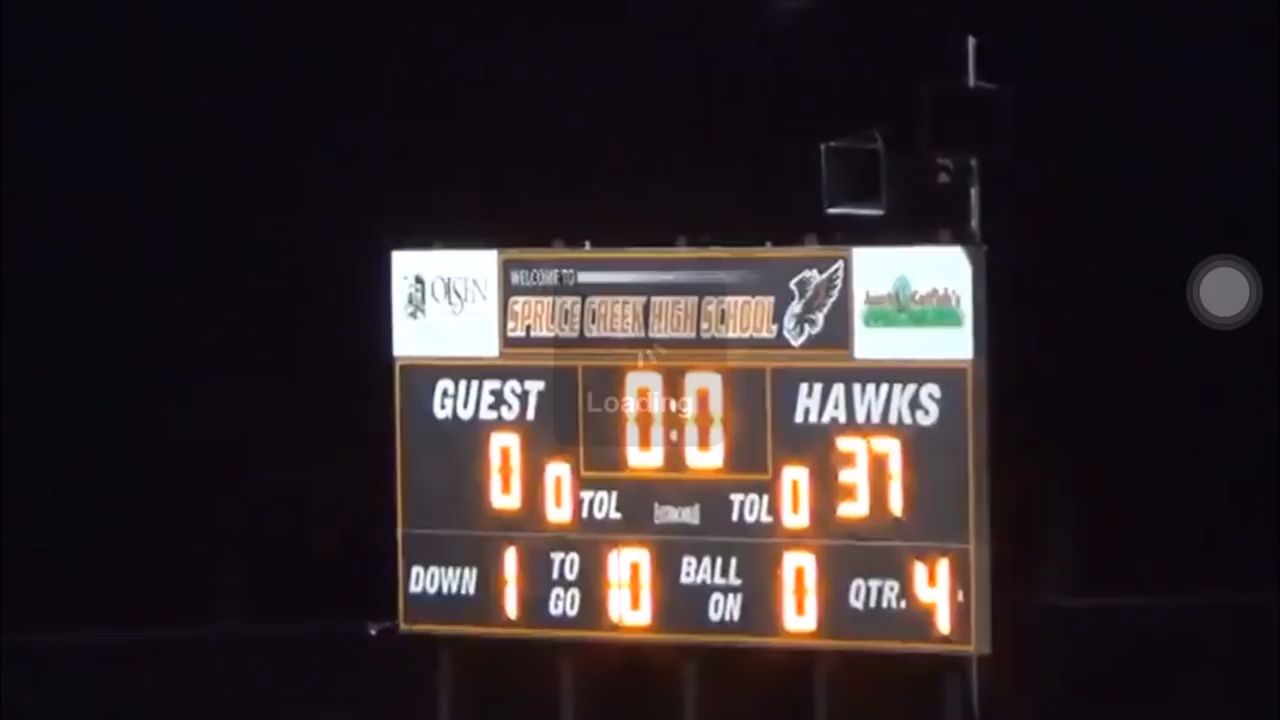 OLSEN
WELCOME TO
SPRUCE CREEK HIGH SCHOOL
Loading
GUEST
0:0
HAWKS
0
0 TOL
TOL 0
37
DOWN 1
TO GO 10
BALL ON 0
QTR. 4